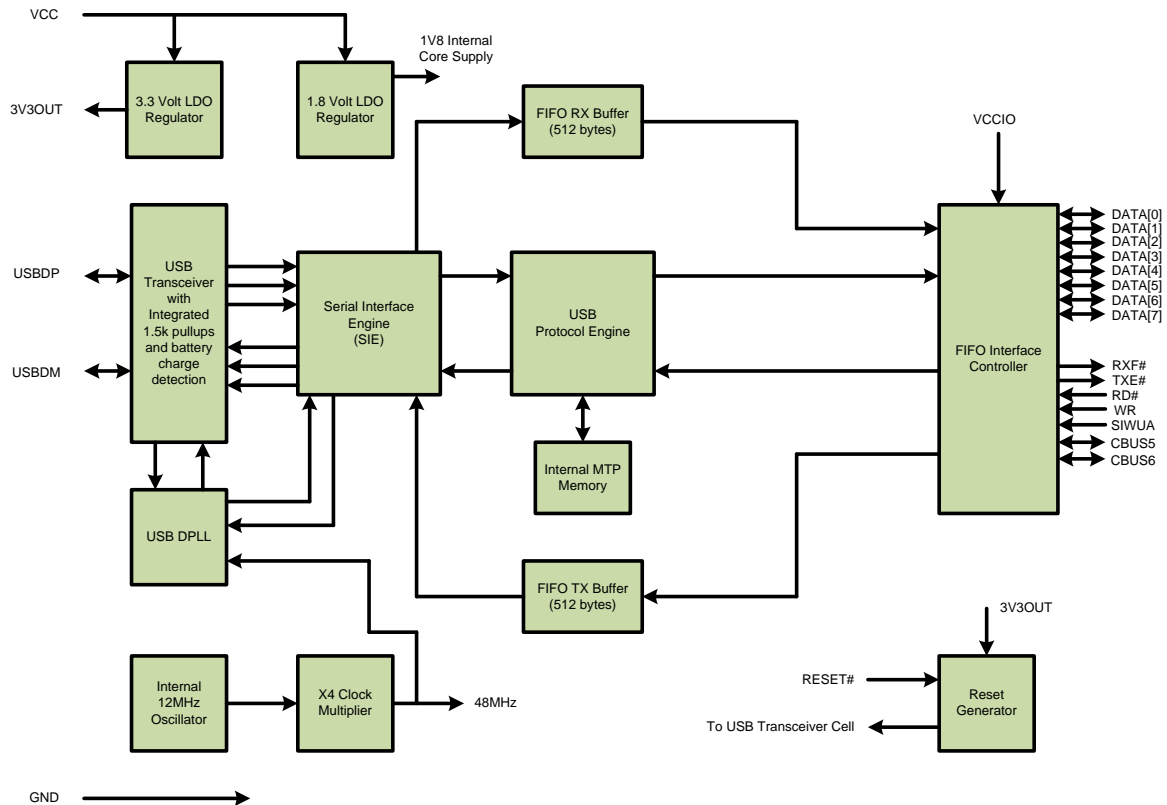 VCC
1V8 Internal
Core Supply
3V3OUT
3.3 Volt LDO
Regulator
1.8 Volt LDO
Regulator
FIFO RX Buffer
(512 bytes)
VCCIO
USBDP
USBDM
USB
Transceiver
with
Integrated
1.5k pullups
and battery
charge
detection
Serial Interface
Engine
(SIE)
USB
Protocol Engine
FIFO Interface
Controller
DATA[0]
DATA[1]
DATA[2]
DATA[3]
DATA[4]
DATA[5]
DATA[6]
DATA[7]
RXF#
TXE#
RD#
WR
SIWUA
CBUS5
CBUS6
Internal MTP
Memory
USB DPLL
FIFO TX Buffer
(512 bytes)
3V3OUT
Internal
12MHz
Oscillator
X4 Clock
Multiplier
48MHz
RESET#
To USB Transceiver Cell
Reset
Generator
GND